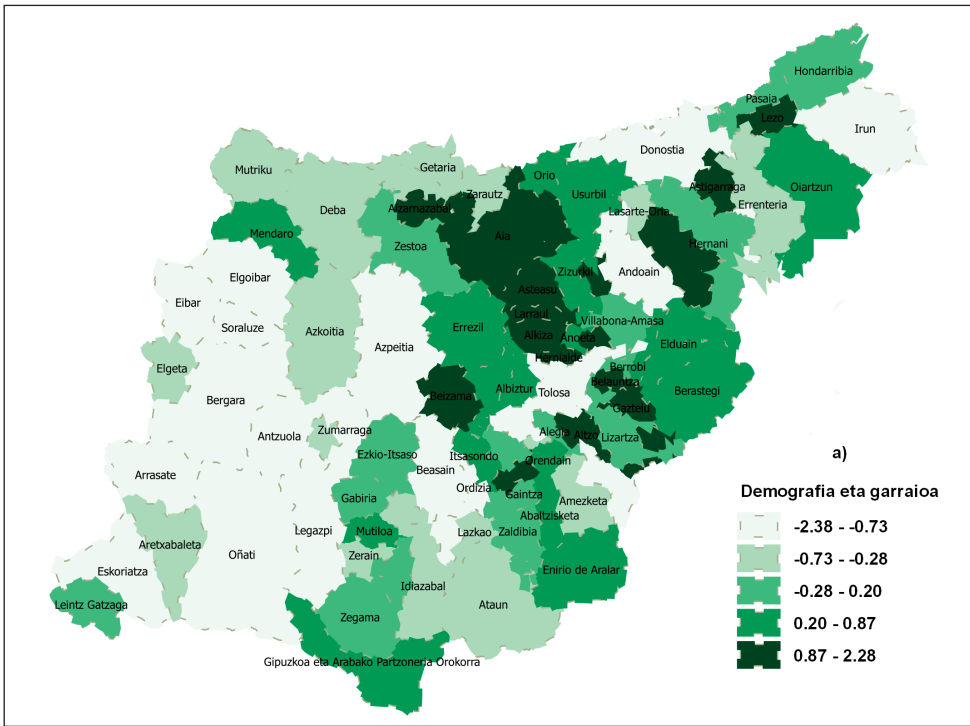 Hondarribia
Pasaia
Lezo
Irun
Donostia
Mutriku
Getaria
Orio
Usurbil
Astigarraga
Oiartzun
Zarautz
Errenteria
Deba
Aizarnazabal
Lasarte-Oria
Mendaro
Zestoa
Aia
Hernani
Elgoibar
Zizurkil
Andoain
Eibar
Asteasu
Soraluze
Azkoitia
Errezil
Larraul
Villabona-Amasa
Azpeitia
Alkiza
Anoeta
Elduain
Hernialde
Elgeta
Berrobi
Belauntza
Beizama
Albiztur
Tolosa
Berastegi
Bergara
Gaztelu
Antzuola
Zumarraga
Alegia
Altzo
Lizartza
Ezkio-Itsaso
Itsasondo
a)
Arrasate
Beasain
Orendain
Ordizia
Gaintza
Demografia eta garraioa
Gabiria
Amezketa
Abaltzisketa
-2.38 - -0.73
Legazpi
Mutiloa
Lazkao
Zaldibia
Aretxabaleta
Oñati
Zerain
-0.73 - -0.28
Eskoriatza
Enirio de Aralar
Idiazabal
-0.28 - 0.20
Leintz Gatzaga
Ataun
Zegama
0.20 - 0.87
Gipuzkoa eta Arabako Partzoneria Orokorra
0.87 - 2.28